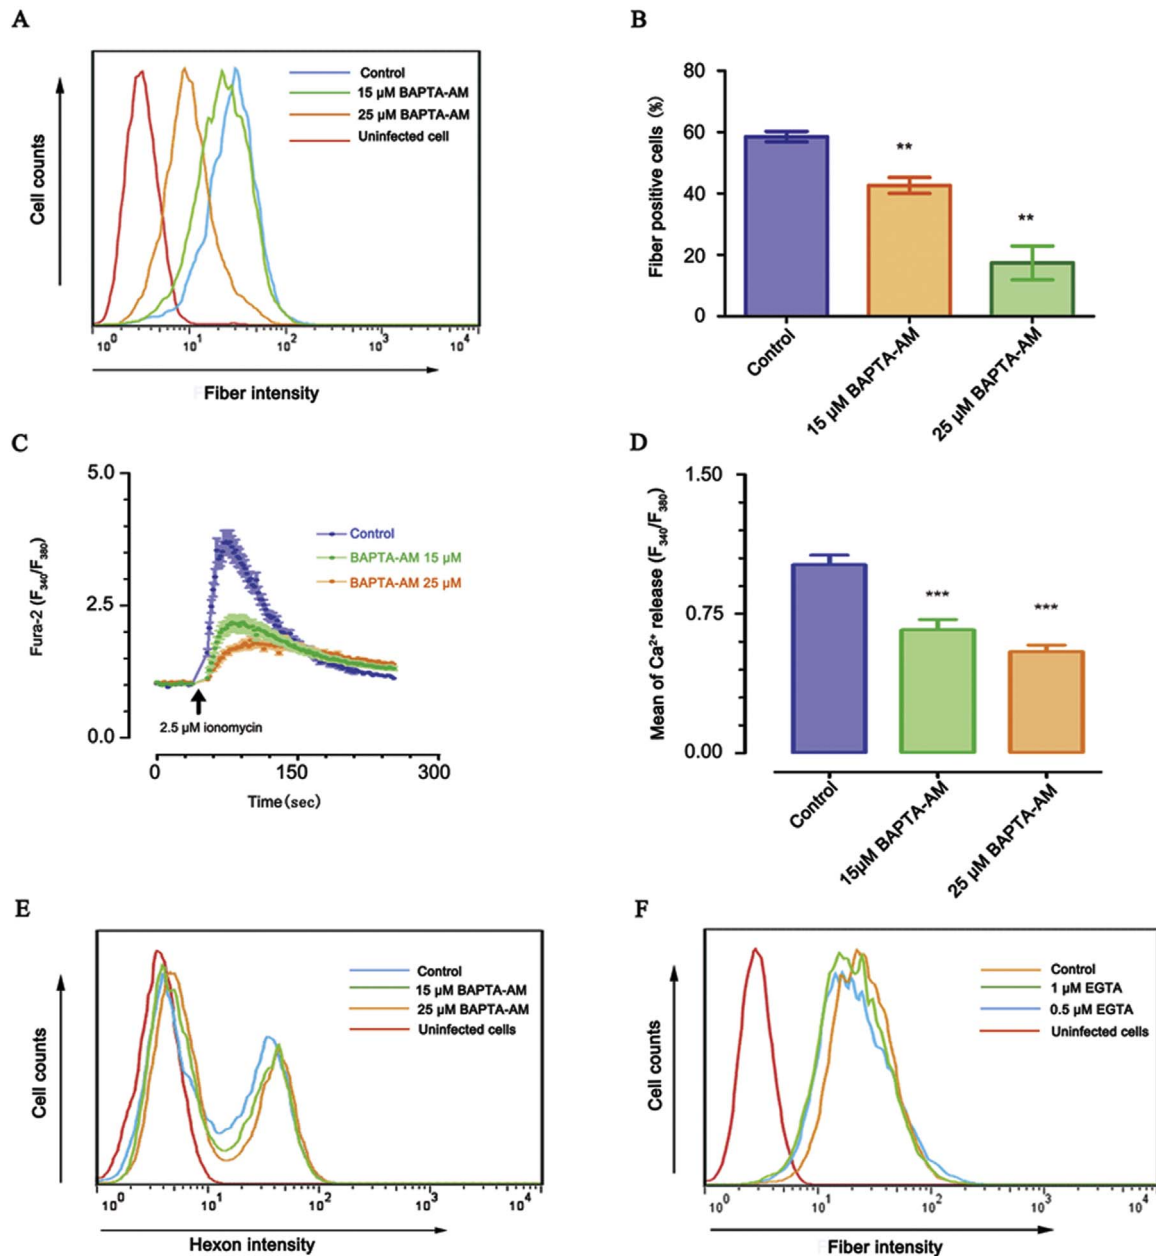 A
Cell counts
Control
15 µM BAPTA-AM
25 µM BAPTA-AM
Uninfected cell
10⁰ 10¹ 10² 10³ 10⁴
Fiber intensity
B
Fiber positive cells (%)
80
60
40
20
0
**
**
Control
15 µM BAPTA-AM
25 µM BAPTA-AM
C
Fura-2 (F₃₄₀/F₃₈₀)
5.0
2.5
0.0
Control
BAPTA-AM 15 µM
BAPTA-AM 25 µM
2.5 µM ionomycin
0 150 300
Time(sec)
D
Mean of Ca²⁺ release (F₃₄₀/F₃₈₀)
1.50
0.75
0.00
***
***
Control
15µM BAPTA-AM
25 µM BAPTA-AM
E
Cell counts
Control
15 µM BAPTA-AM
25 µM BAPTA-AM
Uninfected cells
10⁰ 10¹ 10² 10³ 10⁴
Hexon intensity
F
Cell counts
Control
1 µM EGTA
0.5 µM EGTA
Uninfected cells
10⁰ 10¹ 10² 10³ 10⁴
Fiber intensity